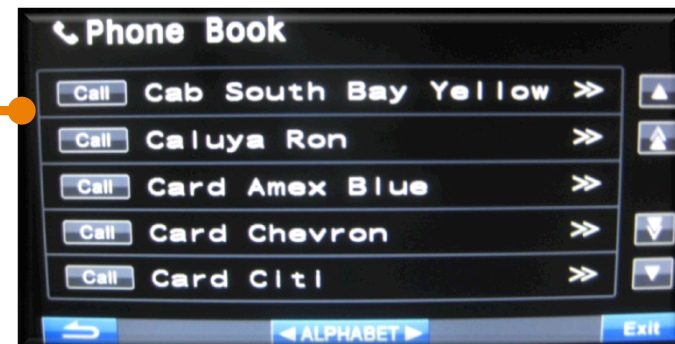 Phone Book
Call Cab South Bay Yellow
Call Caluya Ron
Call Card Amex Blue
Call Card Chevron
Call Card Citi
ALPHABET Exit